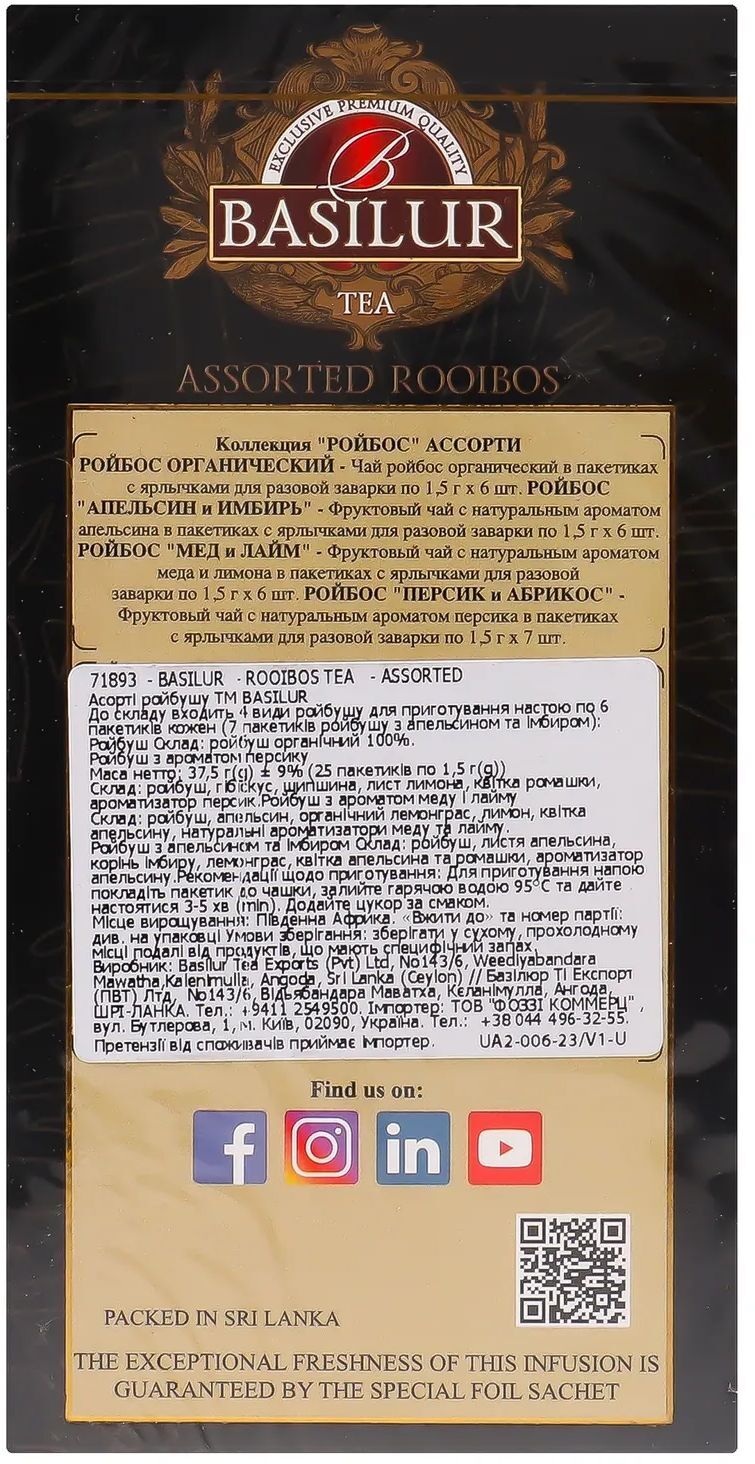 EXCLUSIVE PREMIUM QUALITY
B
BASILUR
TEA
ASSORTED ROOIBOS
Коллекция "РОЙБОС" АССОРТИ
РОЙБОС ОРГАНИЧЕСКИЙ - Чай ройбос органический в пакетиках
с ярлычками для разовой заварки по 1,5 г х 6 шт. РОЙБОС
"АПЕЛЬСИН и ИМБИРЬ" - Фруктовый чай с натуральным ароматом
апельсина в пакетиках с ярлычками для разовой заварки по 1,5 г х 6 шт.
РОЙБОС "МЕД и ЛАЙМ" - Фруктовый чай с натуральным ароматом
меда и лимона в пакетиках с ярлычками для разовой
заварки по 1,5 г х 6 шт. РОЙБОС "ПЕРСИК и АБРИКОС" -
Фруктовый чай с натуральным ароматом персика в пакетиках
с ярлычками для разовой заварки по 1,5 г х 7 шт.
71893 - BASILUR - ROOIBOS TEA - ASSORTED
Асорті ройбушу ТМ BASILUR
До складу входить 4 види ройбушу для приготування настою по 6
пакетиків кожен (7 пакетиків ройбушу з апельсином та імбиром):
Ройбуш Склад: ройбуш органічний 100%.
Ройбуш з ароматом персику
Маса нетто: 37,5 г(g) ± 9% (25 пакетиків по 1,5 г(g))
Склад: ройбуш, гібіскус, шипшина, лист лимона, квітка ромашки,
ароматизатор персик.Ройбуш з ароматом меду і лайму
Склад: ройбуш, апельсин, органічний лемонграс, лимон, квітка
апельсину, натуральні ароматизатори меду та лайму.
Ройбуш з апельсином та імбиром Склад: ройбуш, листя апельсина,
корінь імбиру, лемонграс, квітка апельсина та ромашки, ароматизатор
апельсину.Рекомендації щодо приготування: Для приготування напою
покладіть пакетик до чашки, залийте гарячою водою 95°С та дайте
настоятися 3-5 хв (min). Додайте цукор за смаком.
Місце вирощування: Південна Африка. «Вжити до» та номер партії:
див. на упаковці Умови зберігання: зберігати у сухому, прохолодному
місці подалі від продуктів, що мають специфічний запах.
Виробник: Basilur Tea Exports (Pvt) Ltd, No143/6, Weediyabandara
Mawatha,Kalenimulla, Angoda, Sri Lanka (Ceylon) // Базілюр Ті Експорт
(ПВТ) Лтд, No143/6, Відьябандара Маватха, Келанімулла, Ангода,
ШРІ-ЛАНКА. Тел.: +9411 2549500. Імпортер: ТОВ "ФОЗЗІ КОММЕРЦ" ,
вул. Бутлерова, 1, м. Київ, 02090, Україна. Тел.: +38 044 496-32-55.
Претензії від споживачів приймає імпортер. UA2-006-23/V1-U
Find us on:
f
in
PACKED IN SRI LANKA
THE EXCEPTIONAL FRESHNESS OF THIS INFUSION IS
GUARANTEED BY THE SPECIAL FOIL SACHET